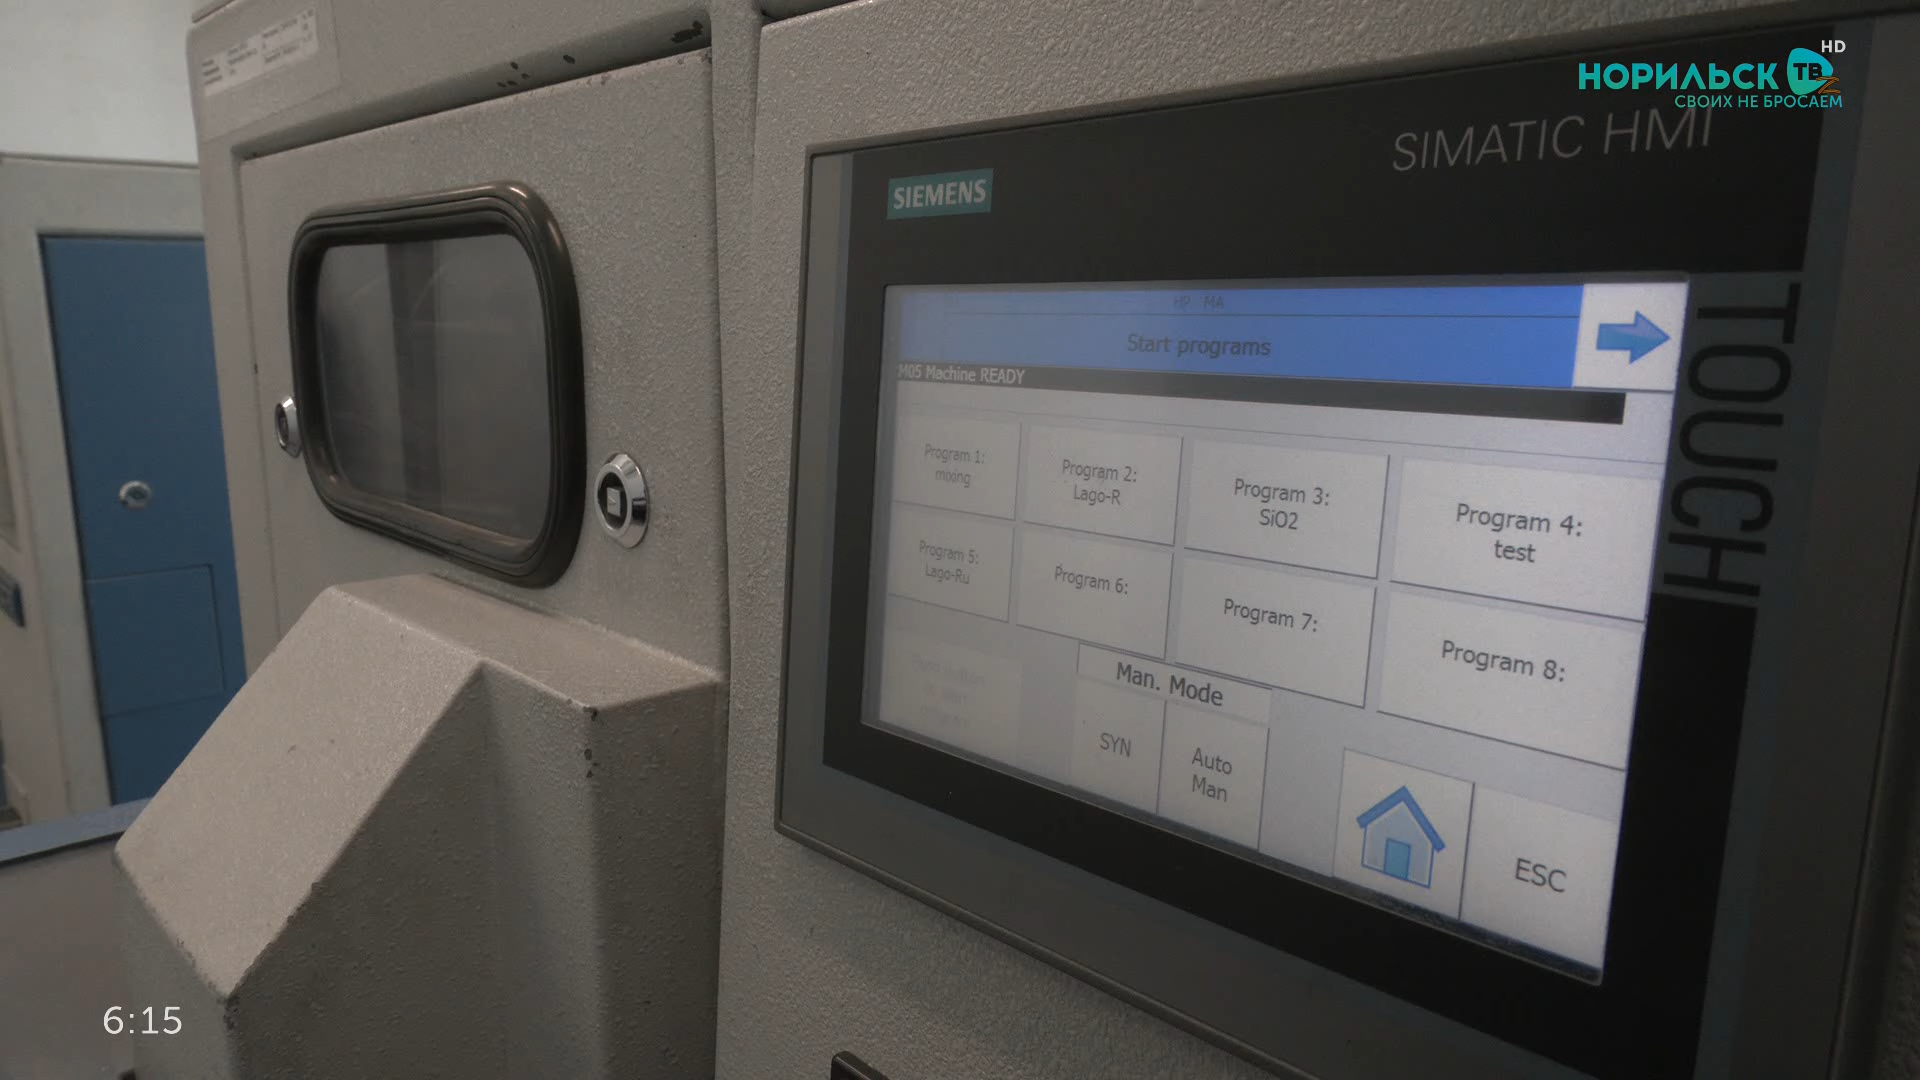 HD
НОРИЛЬСК ТВ
СВОИХ НЕ БРОСАЕМ
SIMATIC HMI
SIEMENS
TOUCH
HP MA
Start programs
M05 Machine READY
Program 1:
mixing
Program 2:
Lago-R
Program 3:
SiO2
Program 4:
test
Program 5:
Lago-Ru
Program 6:
Program 7:
Program 8:
Man. Mode
SYN
Auto
Man
ESC
6:15